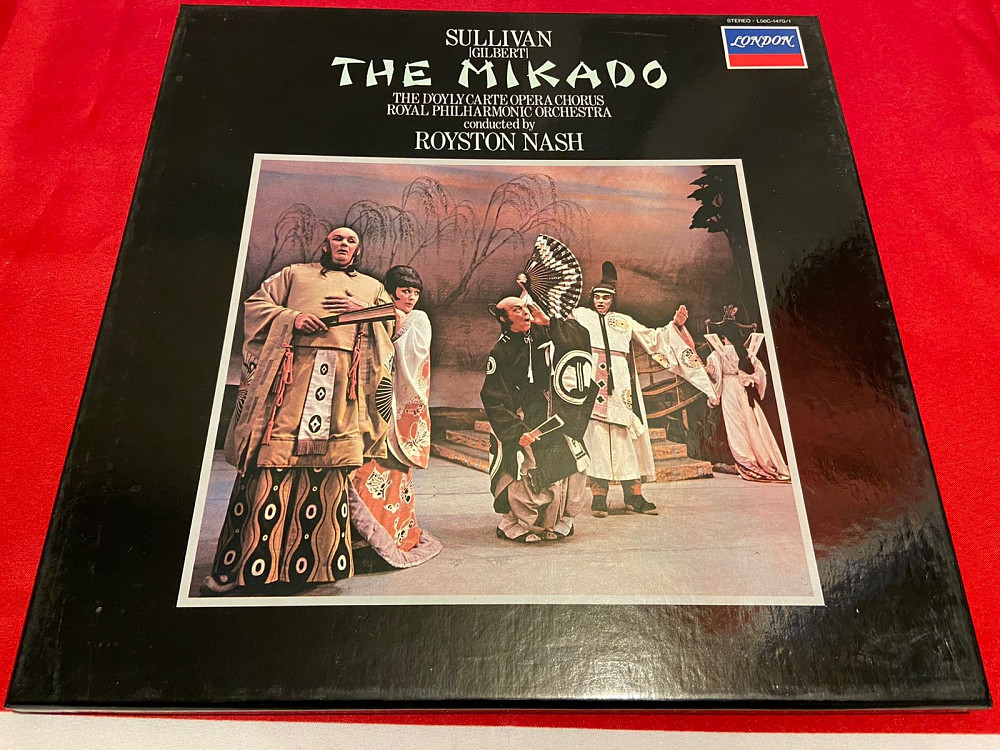 STEREO · L56C-1470/1
LONDON
SULLIVAN
[GILBERT]
THE MIKADO
THE D'OYLY CARTE OPERA CHORUS
ROYAL PHILHARMONIC ORCHESTRA
conducted by
ROYSTON NASH